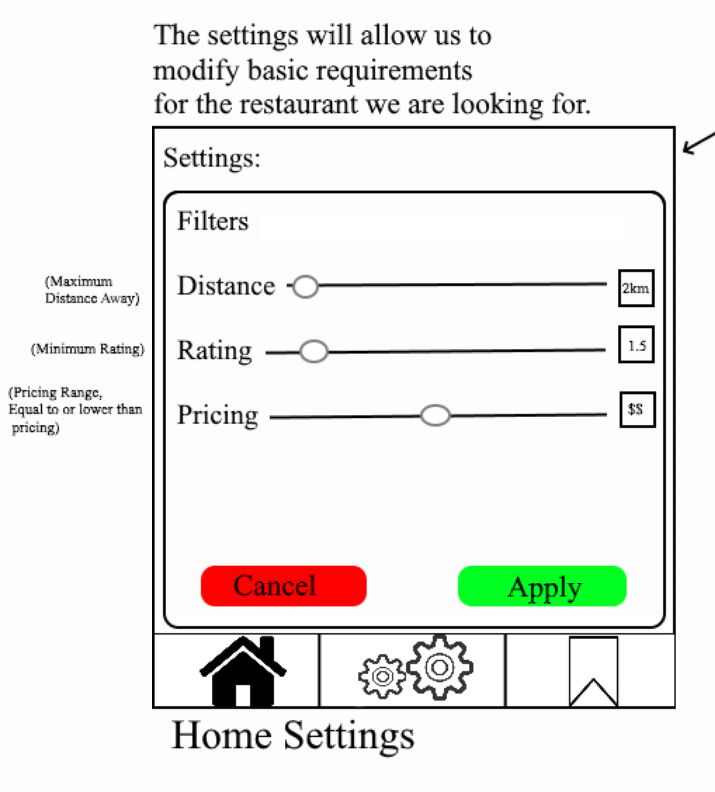 The settings will allow us to
modify basic requirements
for the restaurant we are looking for.
Settings:
Filters
(Maximum
Distance Away)
Distance
2km
(Minimum Rating)
Rating
1.5
(Pricing Range,
Equal to or lower than
pricing)
Pricing
$$
Cancel
Apply
Home Settings